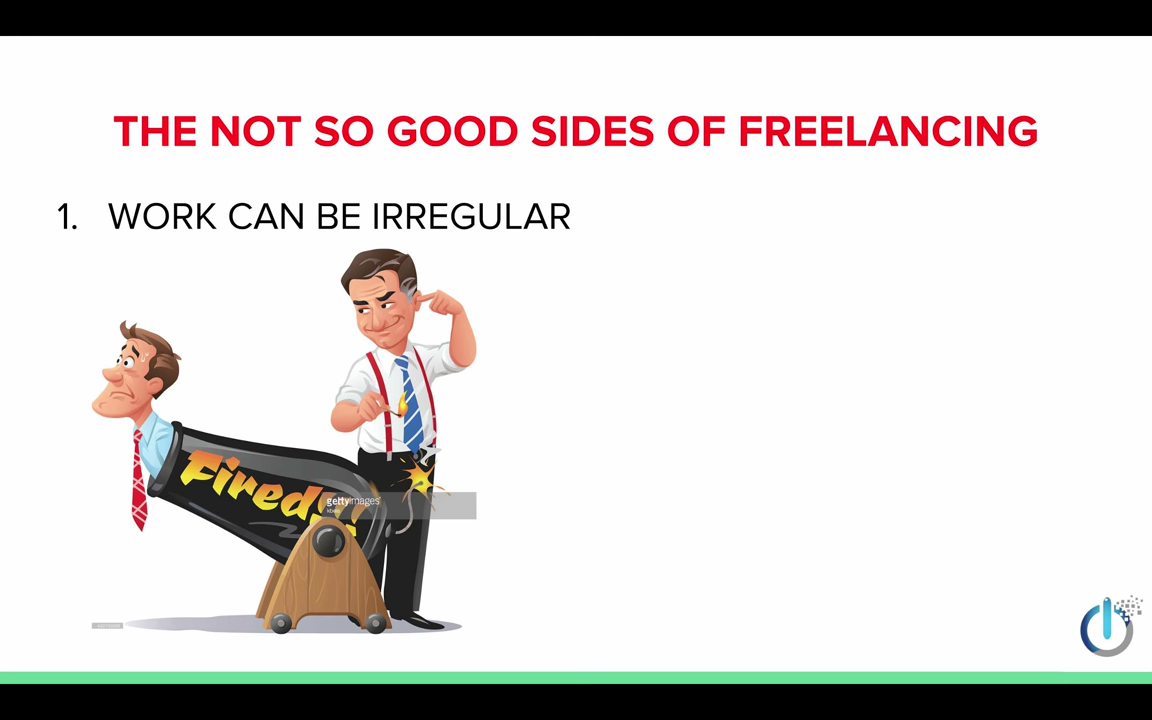 THE NOT SO GOOD SIDES OF FREELANCING
1. WORK CAN BE IRREGULAR
Fired!!!
gettyimages®